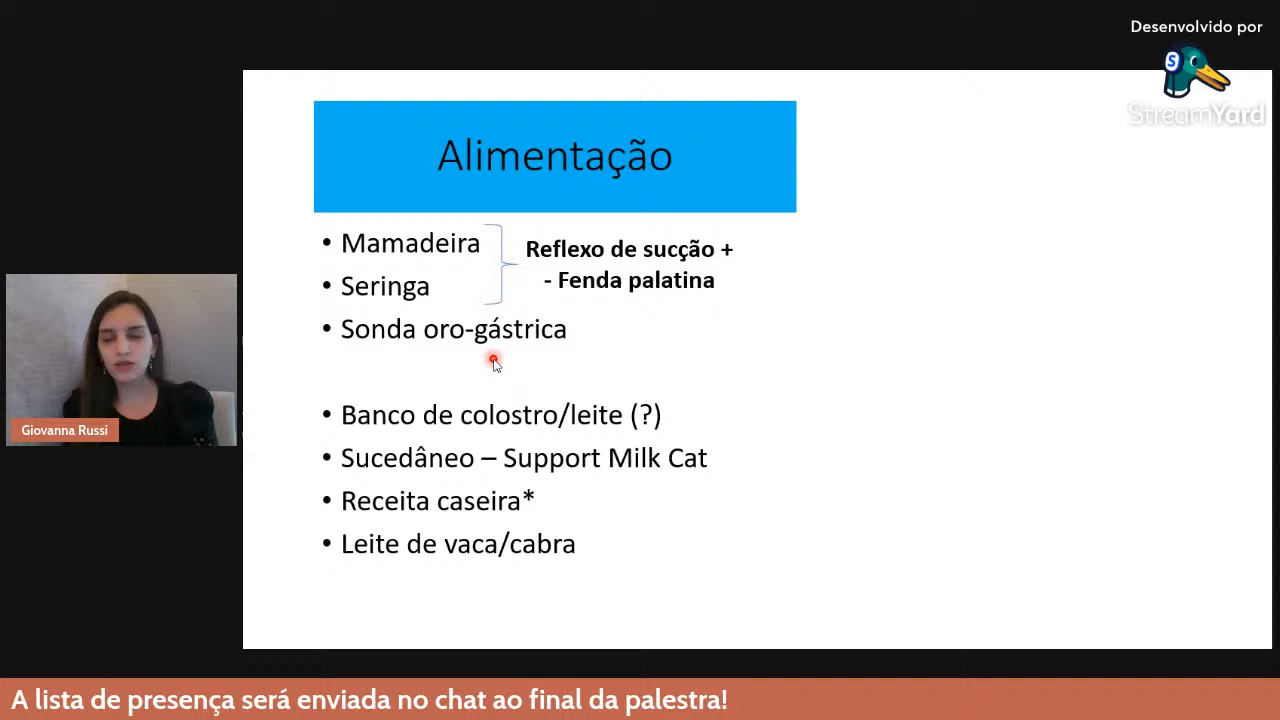 Desenvolvido por
StreamYard
Alimentação
• Mamadeira
• Seringa
Reflexo de sucção +
- Fenda palatina
• Sonda oro-gástrica
• Banco de colostro/leite (?)
• Sucedâneo – Support Milk Cat
• Receita caseira*
• Leite de vaca/cabra
Giovanna Russi
A lista de presença será enviada no chat ao final da palestra!